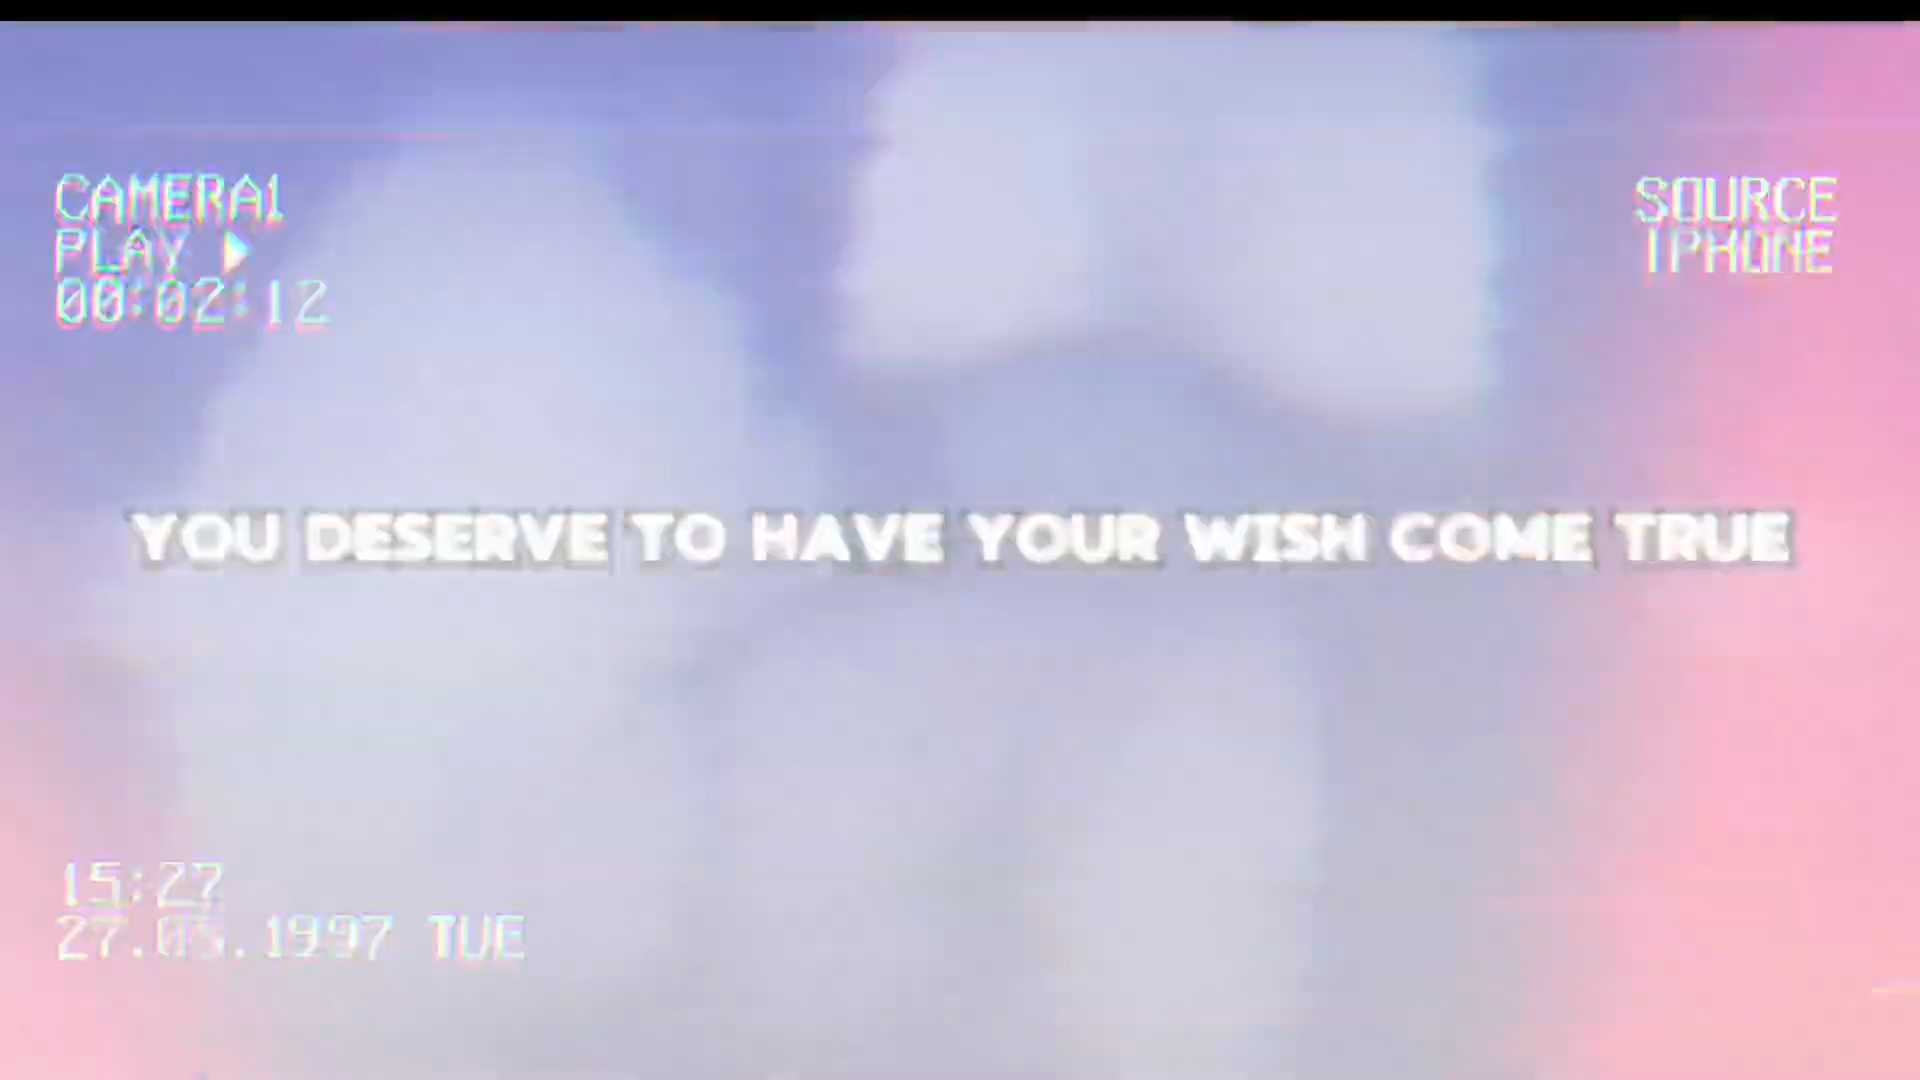 CAMERA1
PLAY
00:02:12
SOURCE
IPHONE
YOU DESERVE TO HAVE YOUR WISH COME TRUE
15:27
27.05.1997 TUE